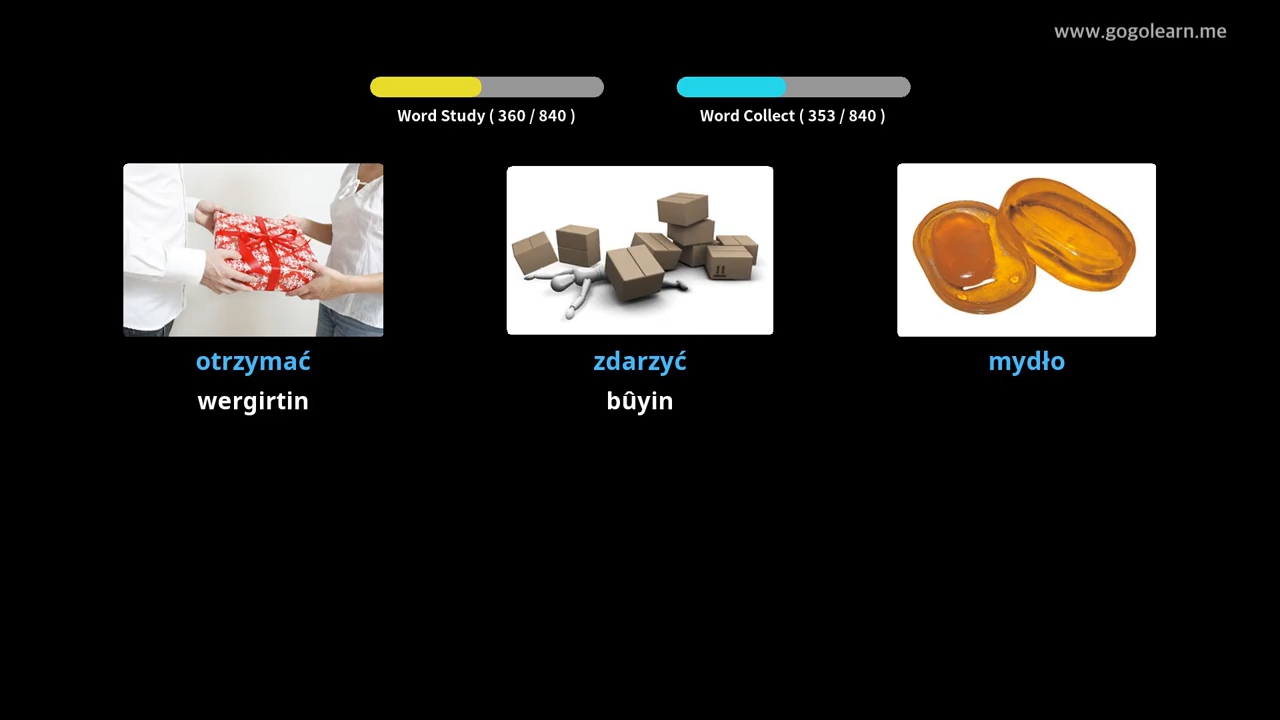 www.gogolearn.me
Word Study ( 360 / 840 )
Word Collect ( 353 / 840 )
otrzymać
wergirtin
zdarzyć
bûyin
mydło